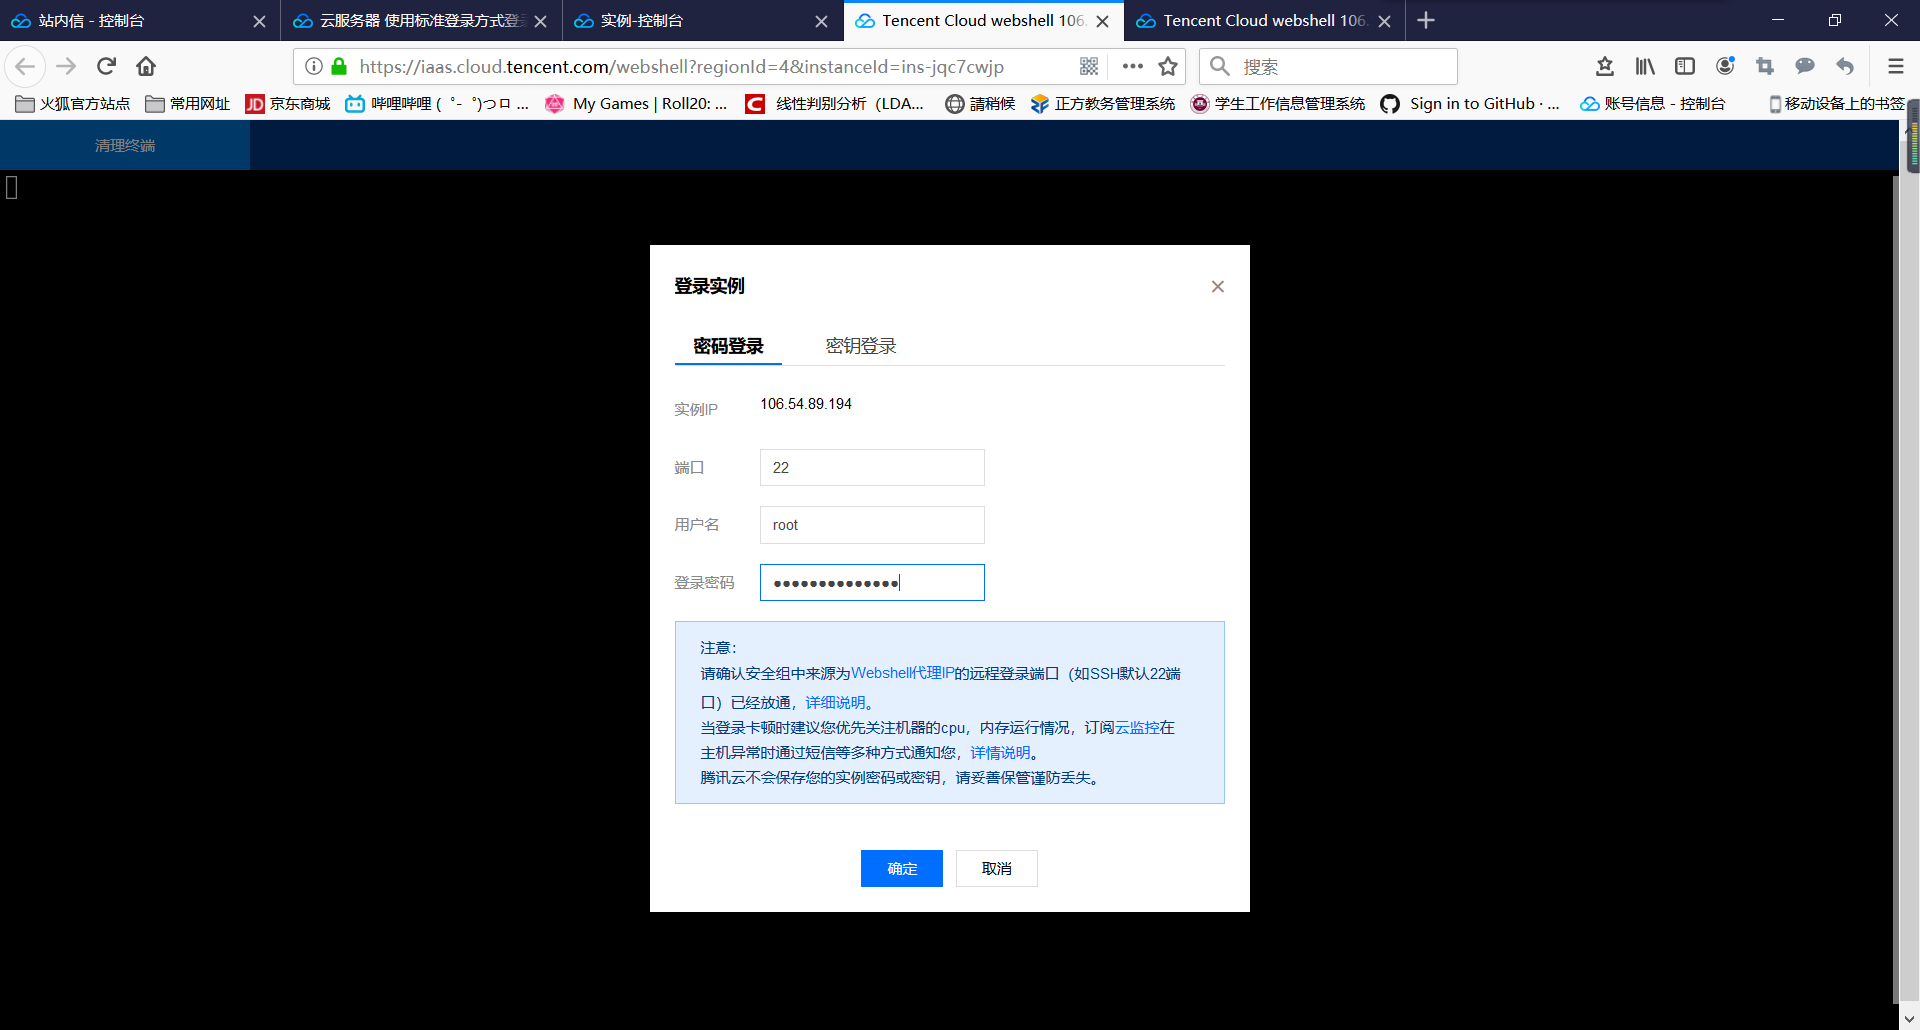 站内信 - 控制台
云服务器 使用标准登录方式登录
实例-控制台
Tencent Cloud webshell 106.
Tencent Cloud webshell 106.
https://iaas.cloud.tencent.com/webshell?regionId=4&instanceId=ins-jqc7cwjp
搜索
火狐官方站点
常用网址
JD 京东商城
哔哩哔哩 ( ゜- ゜)つロ ...
My Games | Roll20: ...
C 线性判别分析（LDA...
請稍候
正方教务管理系统
学生工作信息管理系统
Sign in to GitHub · ...
账号信息 - 控制台
移动设备上的书签
清理终端
登录实例
密码登录 密钥登录
实例IP 106.54.89.194
端口 22
用户名 root
登录密码 ●●●●●●●●●●●●●●
注意：
请确认安全组中来源为Webshell代理IP的远程登录端口（如SSH默认22端
口）已经放通，详细说明。
当登录卡顿时建议您优先关注机器的cpu，内存运行情况，订阅云监控在
主机异常时通过短信等多种方式通知您，详情说明。
腾讯云不会保存您的实例密码或密钥，请妥善保管谨防丢失。
确定 取消